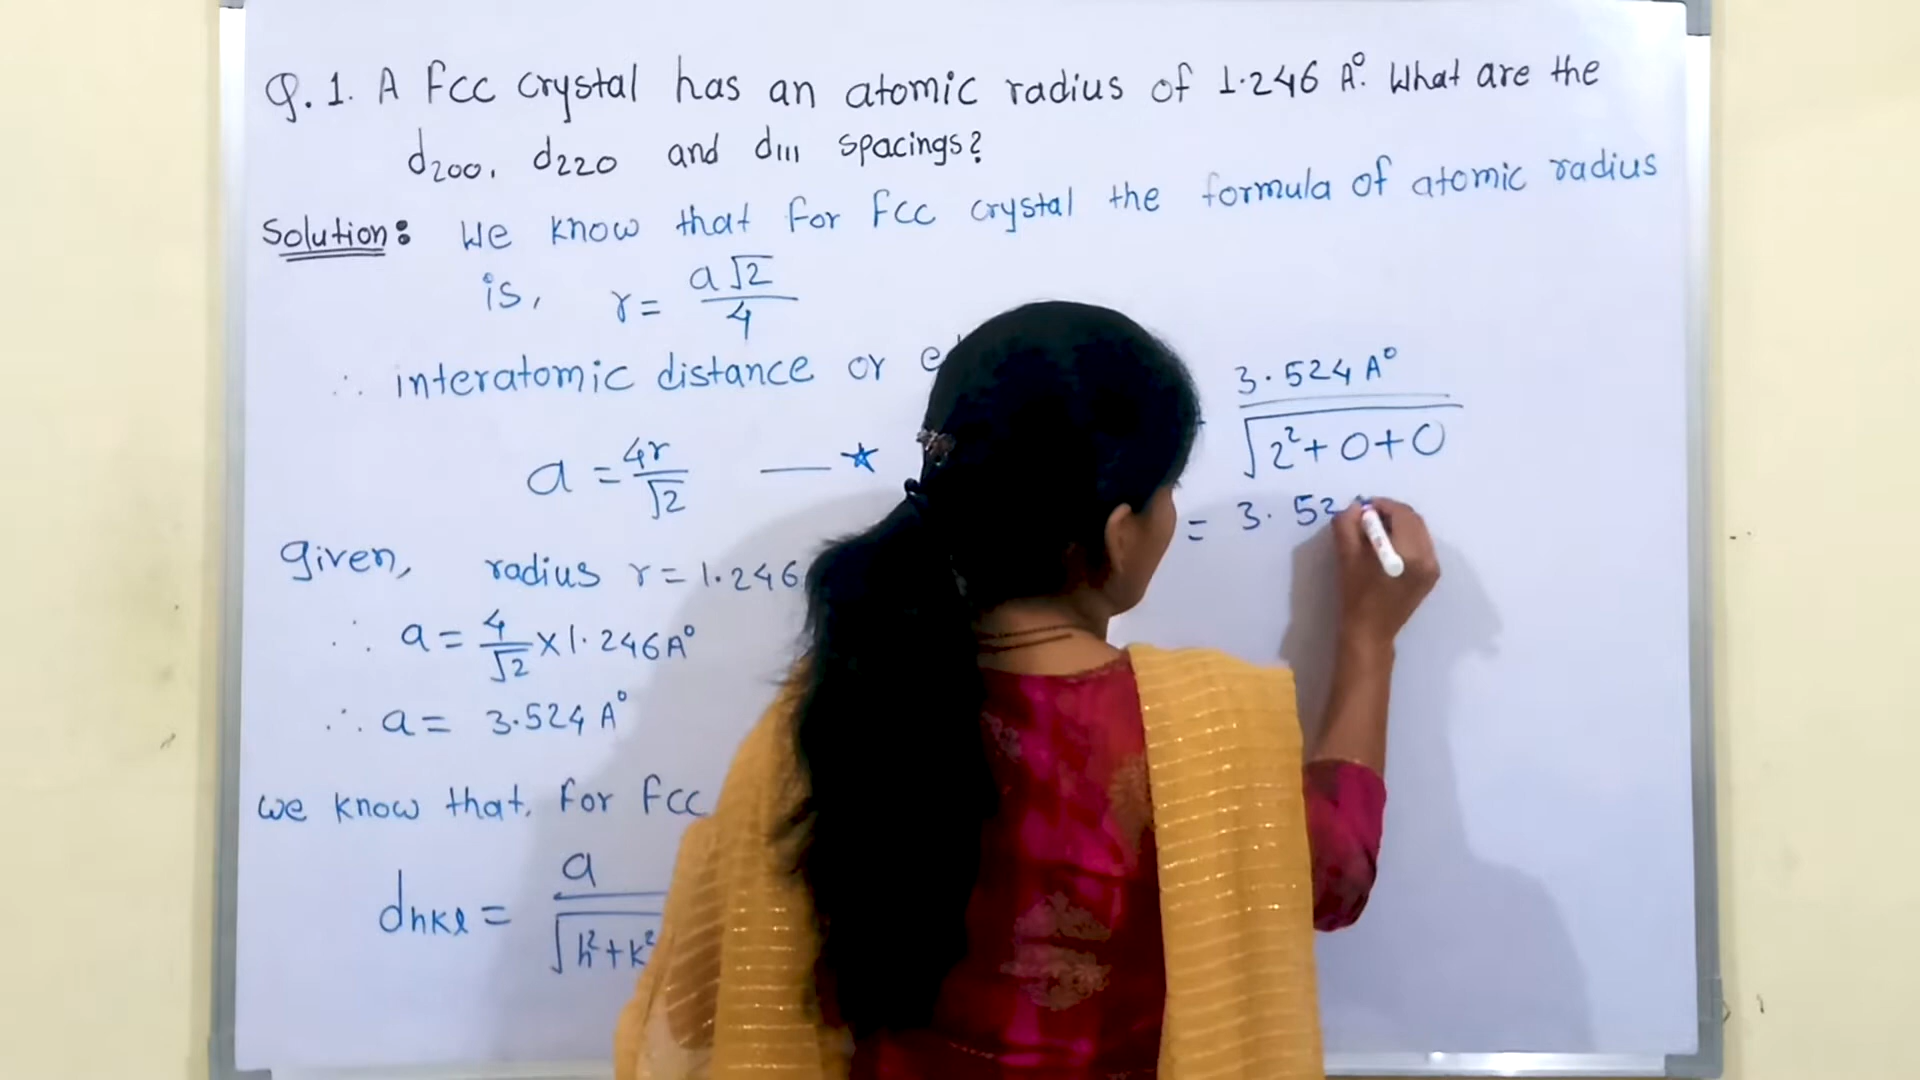 Q. 1. A FCC crystal has an atomic radius of 1.246 A°. What are the
d200, d220 and d111 spacings?
Solution: We know that for FCC crystal the formula of atomic radius
is, r = a√2/4
∴ interatomic distance or
a = 4r/√2 — ☆
given, radius r = 1.246
∴ a = 4/√2 × 1.246 A°
∴ a = 3.524 A°
we know that, for FCC
dhkl = a/√h²+k²
3.524 A°/√2²+0+0
= 3.52